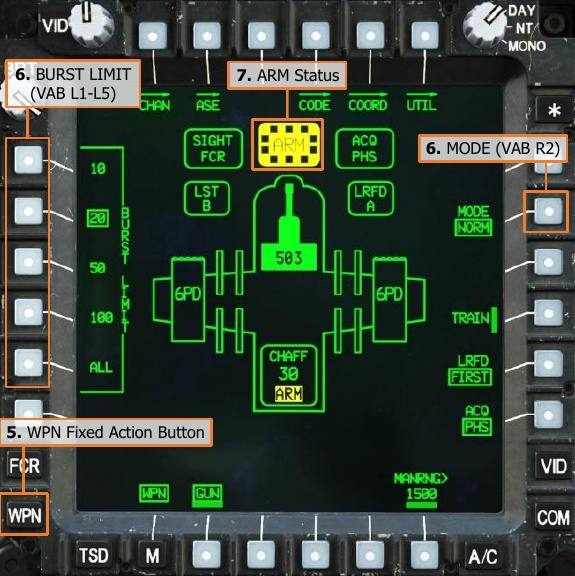 VID
DAY
NT
MONO
6. BURST LIMIT
(VAB L1-L5)
7. ARM Status
CHAN
ASE
CODE
COORD
UTIL
*
SIGHT
FCR
ARM
ACQ
PHS
6. MODE (VAB R2)
10
LST
B
LRFD
A
MODE
NORM
20
BURST LIMIT
503
50
6PD
6PD
100
TRAIN
CHAFF
30
ARM
ALL
LRFD
FIRST
ACQ
PHS
5. WPN Fixed Action Button
FCR
VID
MANRNG>
1500
WPN
GUN
WPN
COM
TSD
M
A/C